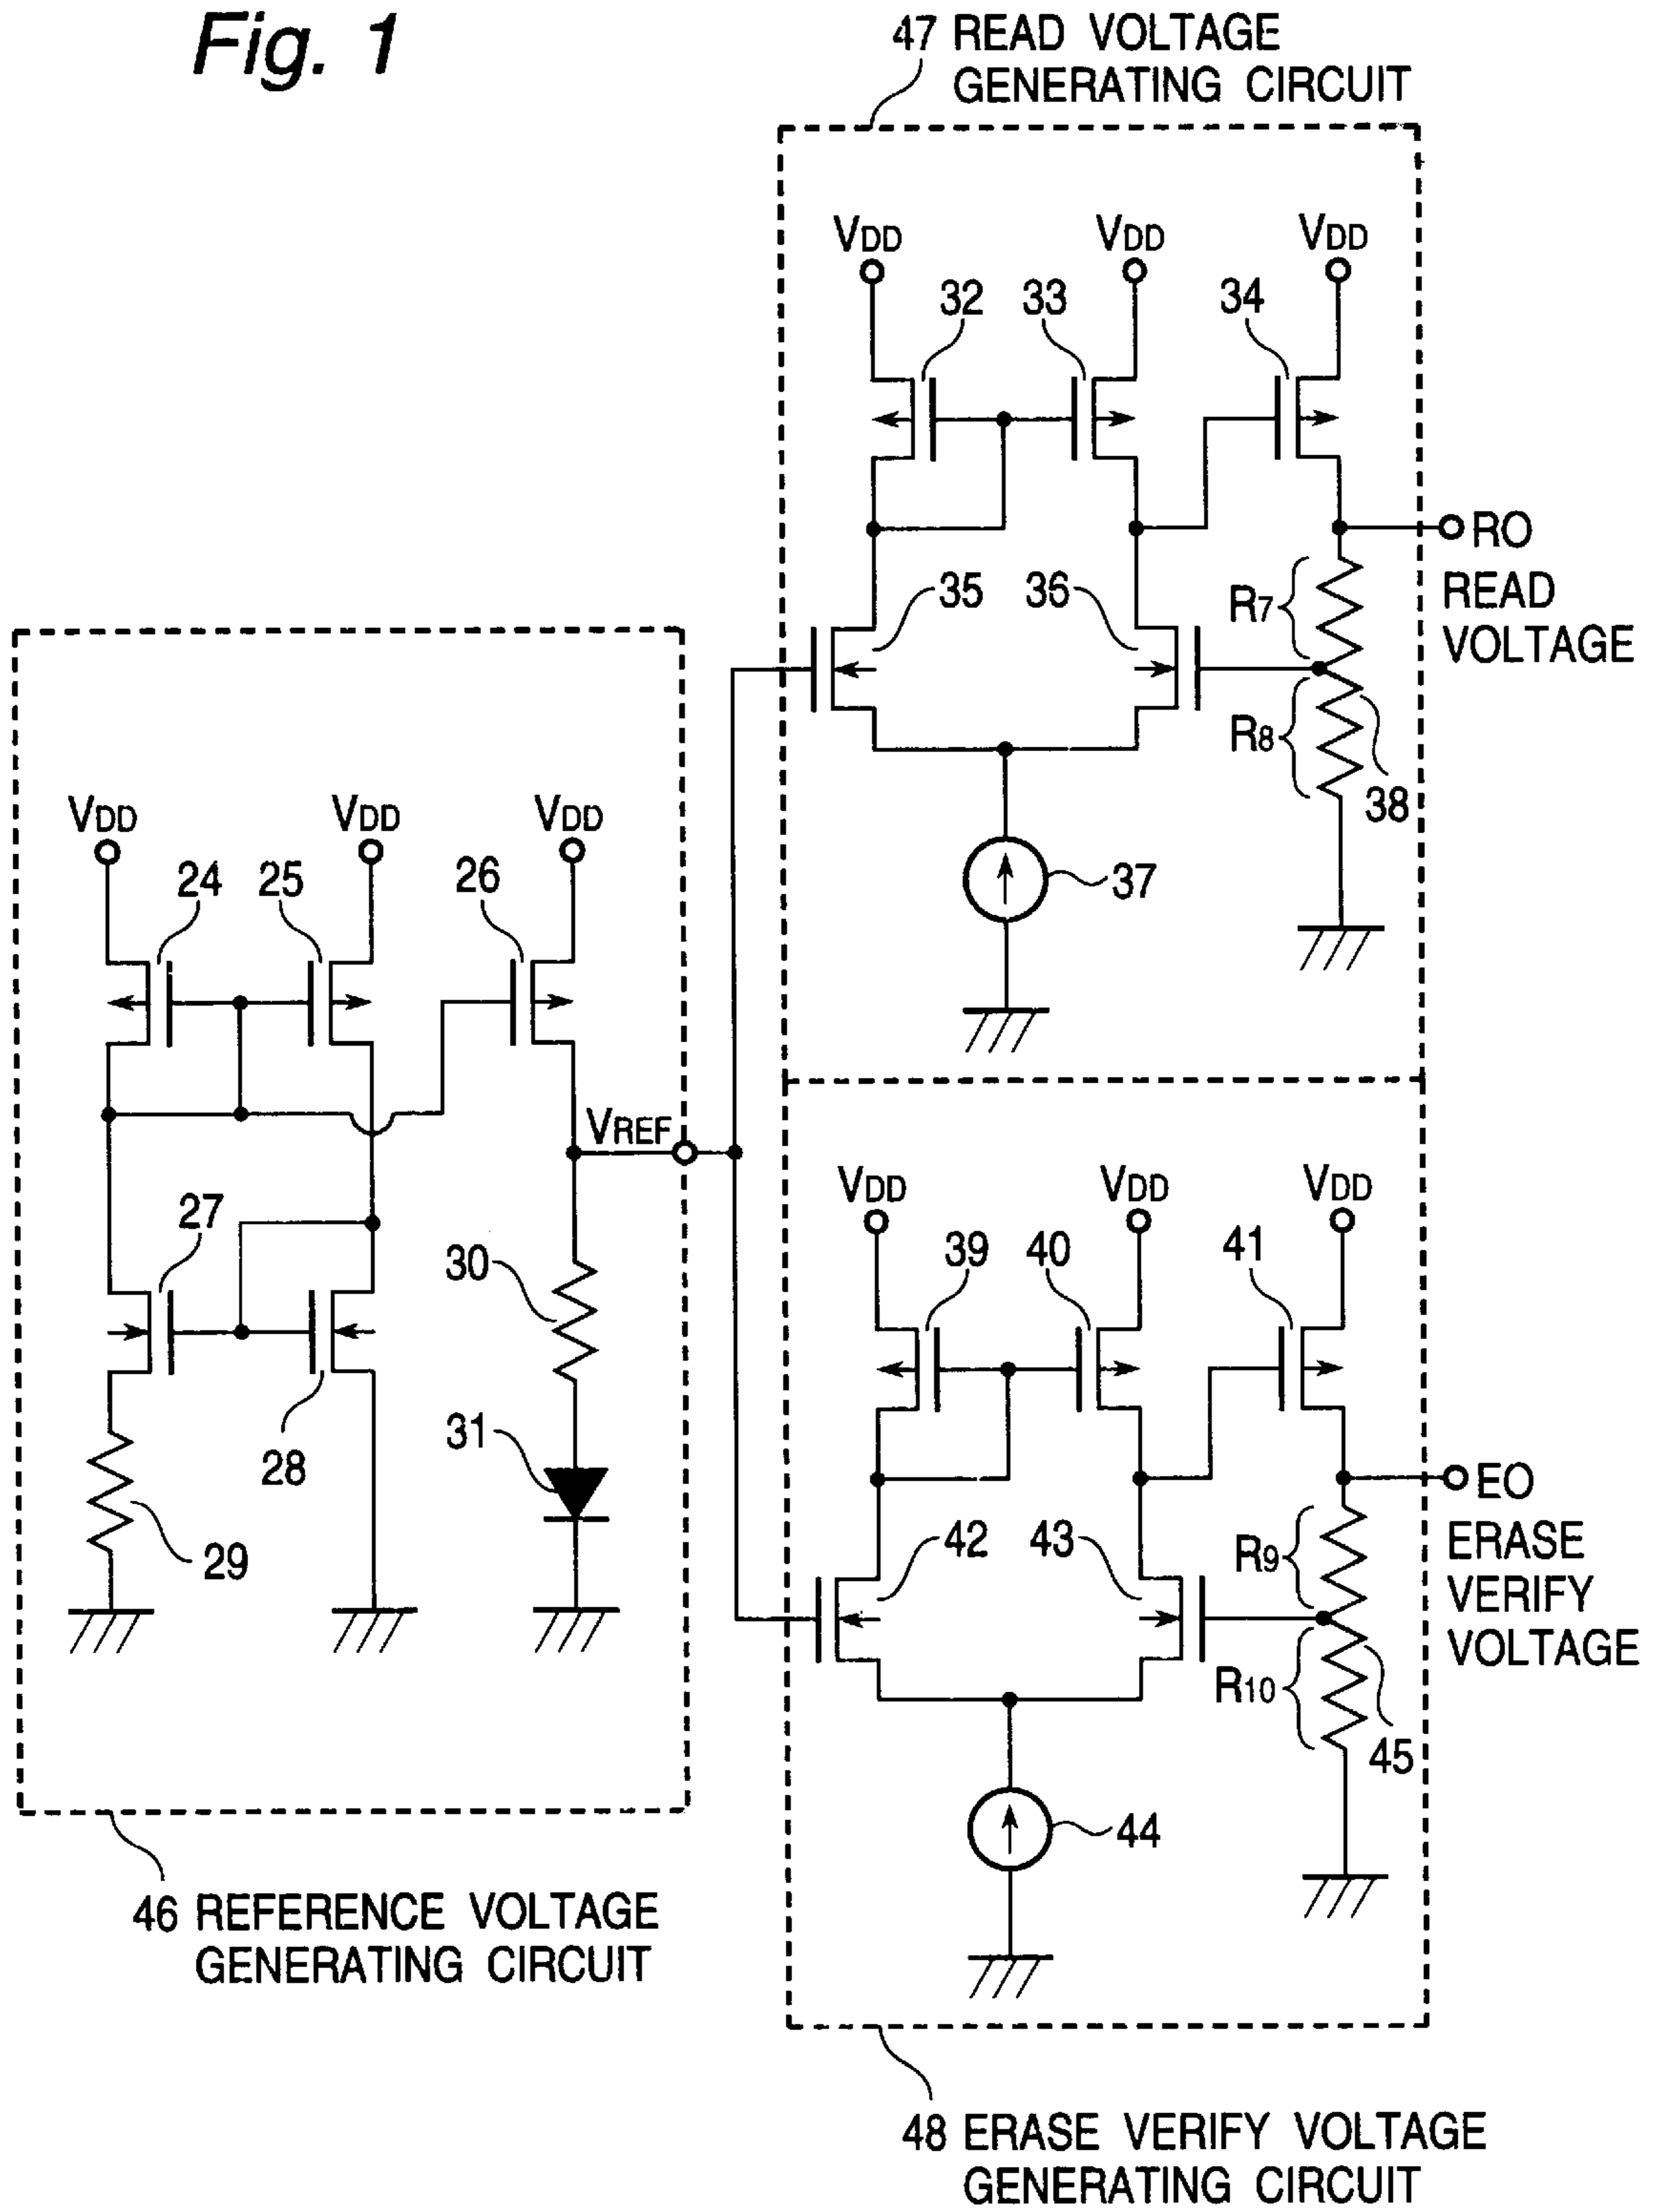 Fig. 1
47 READ VOLTAGE
GENERATING CIRCUIT
VDD
VDD
VDD
32
33
34
RO
READ
VOLTAGE
35
36
R7
R8
38
37
VDD
VDD
VDD
24
25
26
VREF
27
28
29
30
31
46 REFERENCE VOLTAGE
GENERATING CIRCUIT
VDD
VDD
VDD
39
40
41
EO
ERASE
VERIFY
VOLTAGE
42
43
R9
R10
45
44
48 ERASE VERIFY VOLTAGE
GENERATING CIRCUIT